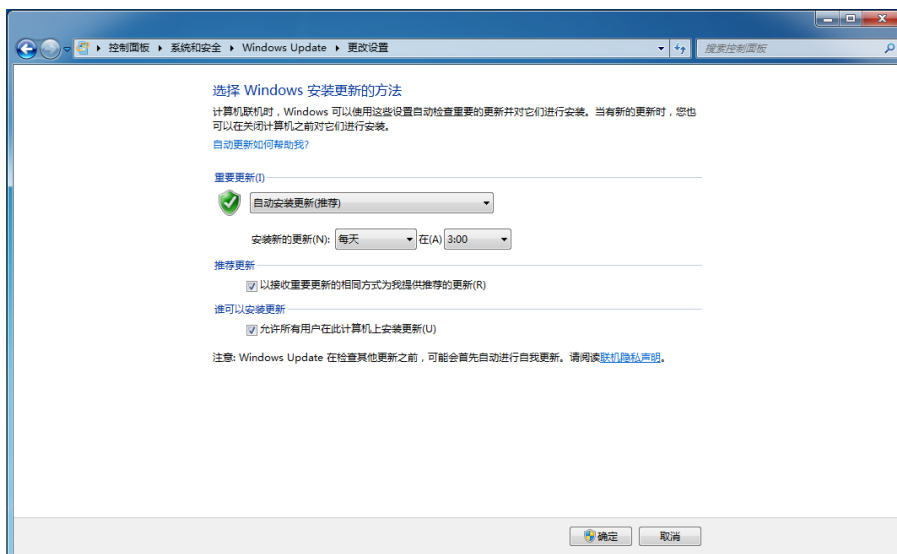 控制面板 ▸ 系统和安全 ▸ Windows Update ▸ 更改设置
搜索控制面板
选择 Windows 安装更新的方法
计算机联机时，Windows 可以使用这些设置自动检查重要的更新并对它们进行安装。当有新的更新时，您也
可以在关闭计算机之前对它们进行安装。
自动更新如何帮助我?
重要更新(I)
自动安装更新(推荐)
安装新的更新(N): 每天 在(A) 3:00
推荐更新
以接收重要更新的相同方式为我提供推荐的更新(R)
谁可以安装更新
允许所有用户在此计算机上安装更新(U)
注意: Windows Update 在检查其他更新之前，可能会首先自动进行自我更新。请阅读联机隐私声明。
确定 取消